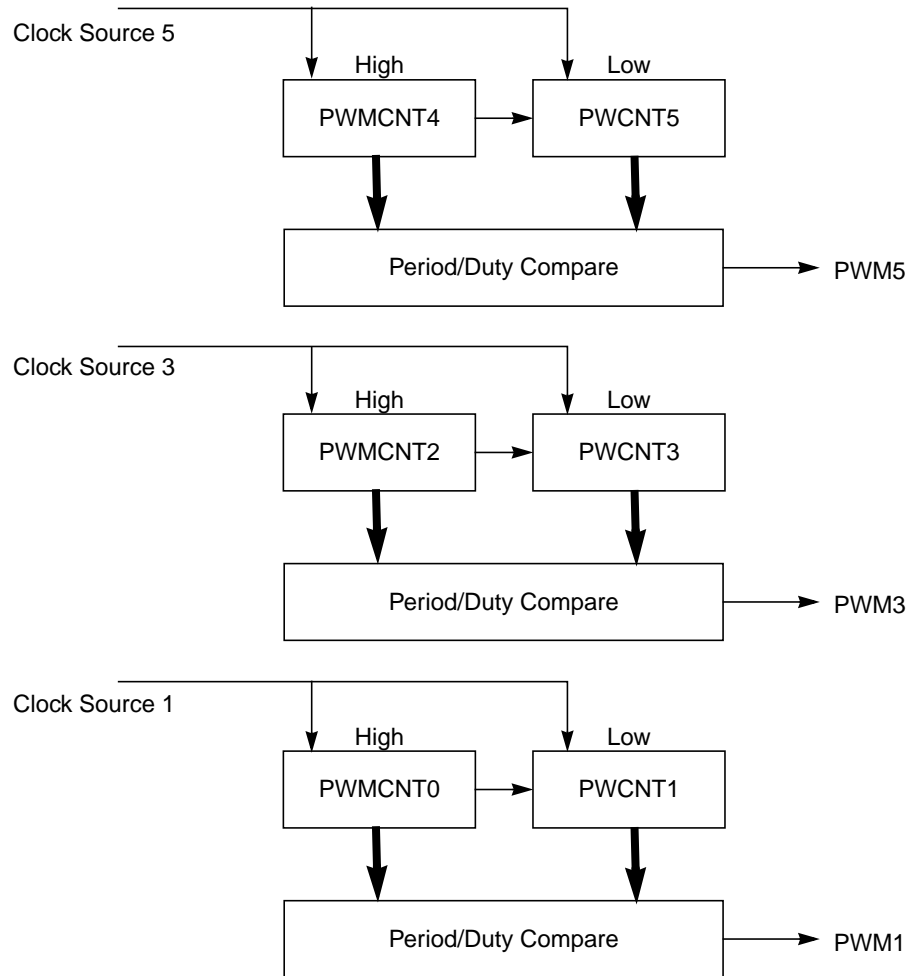 Clock Source 5
High
Low
PWMCNT4
PWCNT5
Period/Duty Compare
PWM5
Clock Source 3
High
Low
PWMCNT2
PWCNT3
Period/Duty Compare
PWM3
Clock Source 1
High
Low
PWMCNT0
PWCNT1
Period/Duty Compare
PWM1